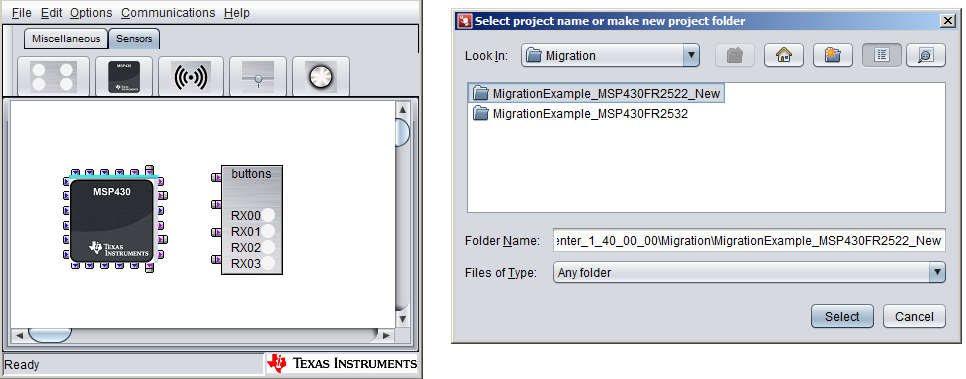 File Edit Options Communications Help
Miscellaneous Sensors
MSP430
MSP430
TEXAS
INSTRUMENTS
buttons
RX00
RX01
RX02
RX03
Ready
TEXAS INSTRUMENTS
Select project name or make new project folder
Look In: Migration
MigrationExample_MSP430FR2522_New
MigrationExample_MSP430FR2532
Folder Name: enter_1_40_00_00\Migration\MigrationExample_MSP430FR2522_New
Files of Type: Any folder
Select Cancel